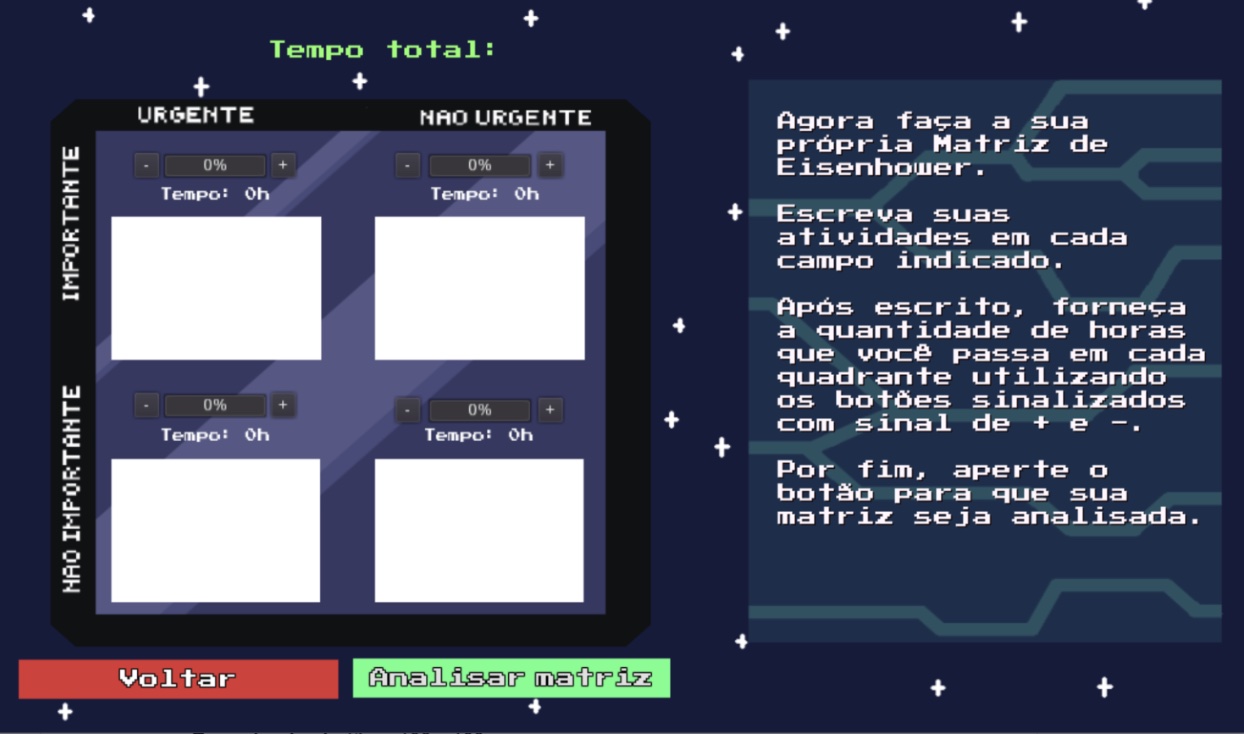 Tempo total:
URGENTE
NAO URGENTE
IMPORTANTE
- 0% +
Tempo: 0h
- 0% +
Tempo: 0h
NAO IMPORTANTE
- 0% +
Tempo: 0h
- 0% +
Tempo: 0h
Voltar
Analisar matriz
Agora faça a sua
própria Matriz de
Eisenhower.
Escreva suas
atividades em cada
campo indicado.
Após escrito, forneça
a quantidade de horas
que você passa em cada
quadrante utilizando
os botões sinalizados
com sinal de + e -.
Por fim, aperte o
botão para que sua
matriz seja analisada.